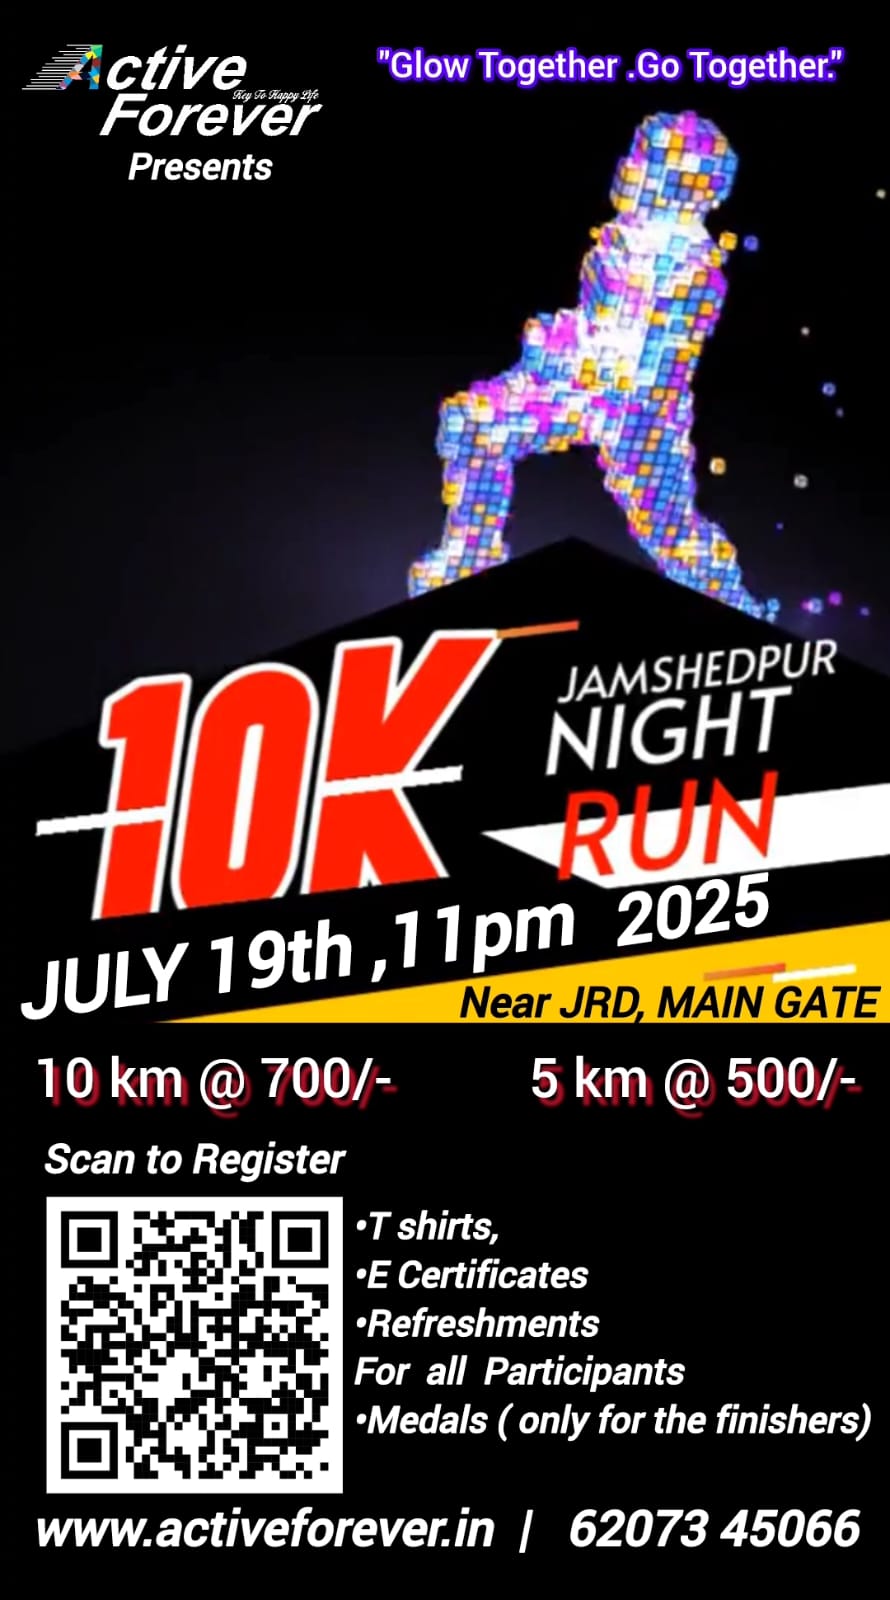 Active
Forever
Key To Happy Life
Presents
"Glow Together .Go Together."
10K
JAMSHEDPUR
NIGHT
RUN
JULY 19th ,11pm 2025
Near JRD, MAIN GATE
10 km @ 700/- 5 km @ 500/-
Scan to Register
•T shirts,
•E Certificates
•Refreshments
For all Participants
•Medals ( only for the finishers)
www.activeforever.in | 62073 45066